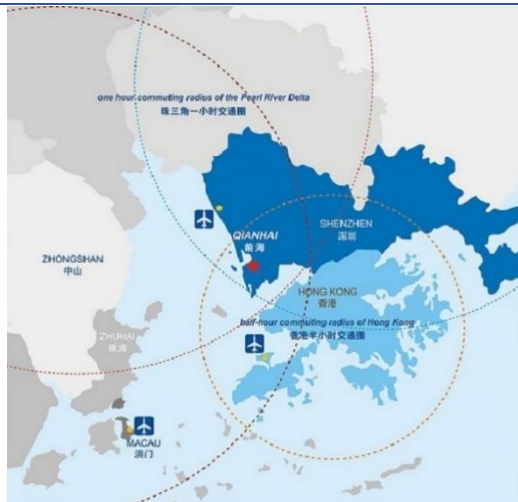 one hour commuting radius of the Pearl River Delta
珠三角一小时交通圈
SHENZHEN
深圳
QIANHAI
前海
ZHONGSHAN
中山
HONG KONG
香港
half-hour commuting radius of Hong Kong
香港半小时交通圈
ZHUHAI
珠海
MACAU
澳门